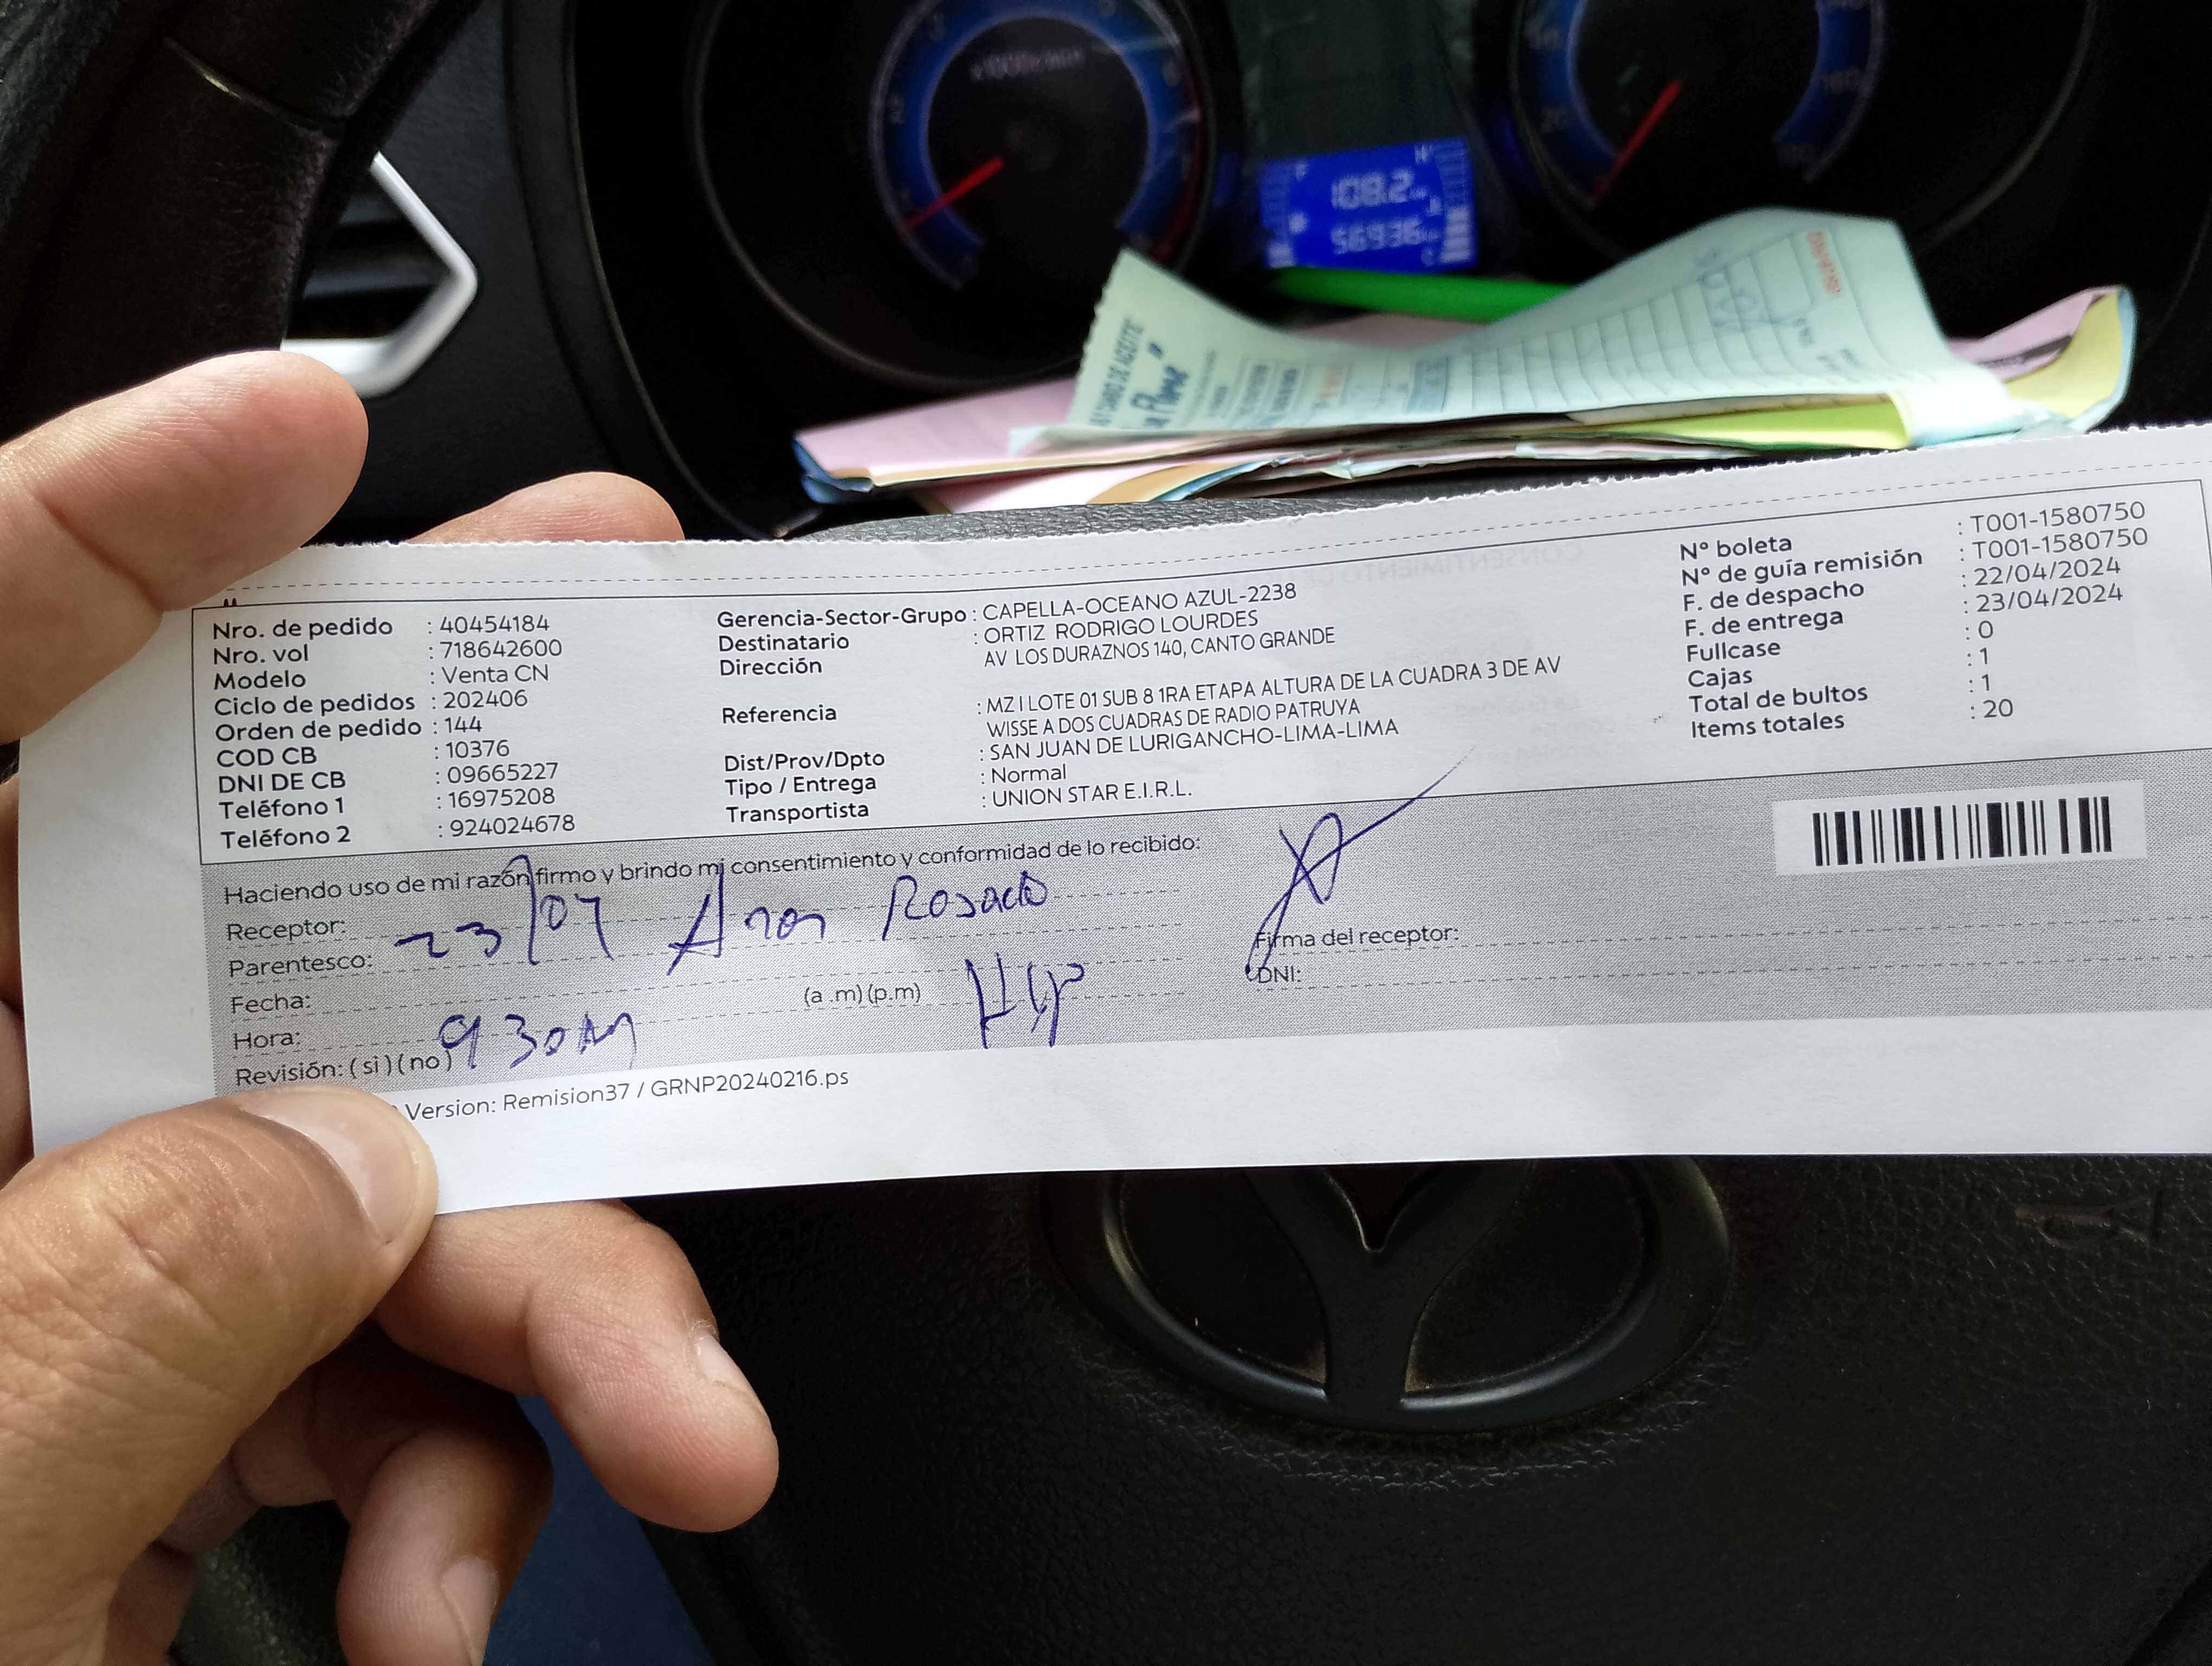 108.2
56936
Nro. de pedido : 40454184
Nro. vol : 718642600
Modelo : Venta CN
Ciclo de pedidos : 202406
Orden de pedido : 144
COD CB : 10376
DNI DE CB : 09665227
Teléfono 1 : 16975208
Teléfono 2 : 924024678
Gerencia-Sector-Grupo : CAPELLA-OCEANO AZUL-2238
Destinatario : ORTIZ RODRIGO LOURDES
Dirección AV LOS DURAZNOS 140, CANTO GRANDE
Referencia : MZ I LOTE 01 SUB 8 1RA ETAPA ALTURA DE LA CUADRA 3 DE AV
WISSE A DOS CUADRAS DE RADIO PATRUYA
Dist/Prov/Dpto : SAN JUAN DE LURIGANCHO-LIMA-LIMA
Tipo / Entrega : Normal
Transportista : UNION STAR E.I.R.L.
Nº boleta : T001-1580750
Nº de guía remisión : T001-1580750
F. de despacho : 22/04/2024
F. de entrega : 23/04/2024
Fullcase : 0
Cajas : 1
Total de bultos : 1
Items totales : 20
Haciendo uso de mi razón firmo y brindo mi consentimiento y conformidad de lo recibido:
Receptor: 23/04 Rosado
Parentesco:
Fecha: (a .m) (p.m)
Hora: 930
Revisión: ( si ) ( no )
Firma del receptor:
DNI:
Version: Remision37 / GRNP20240216.ps